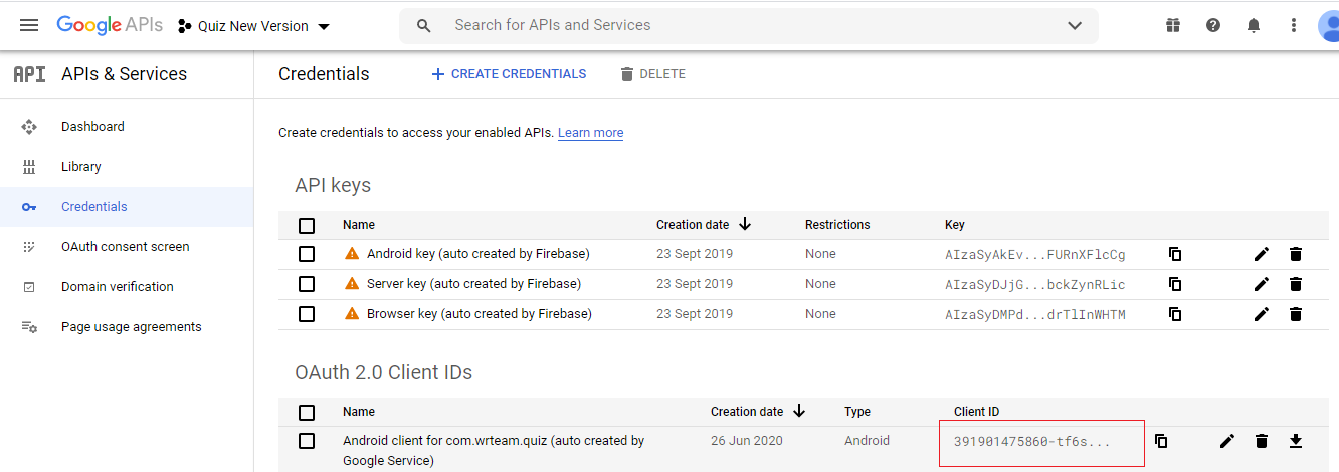 Google APIs Quiz New Version Search for APIs and Services
API APIs & Services Credentials CREATE CREDENTIALS DELETE
Dashboard
Library
Credentials
OAuth consent screen
Domain verification
Page usage agreements
Create credentials to access your enabled APIs. Learn more
API keys
Name Creation date Restrictions Key
Android key (auto created by Firebase) 23 Sept 2019 None AIzaSyAkEv...FURnXFlcCg
Server key (auto created by Firebase) 23 Sept 2019 None AIzaSyDJjG...bckZynRLic
Browser key (auto created by Firebase) 23 Sept 2019 None AIzaSyDMPd...drTlInWHTM
OAuth 2.0 Client IDs
Name Creation date Type Client ID
Android client for com.wrteam.quiz (auto created by 26 Jun 2020 Android 391901475860-tf6s...
Google Service)